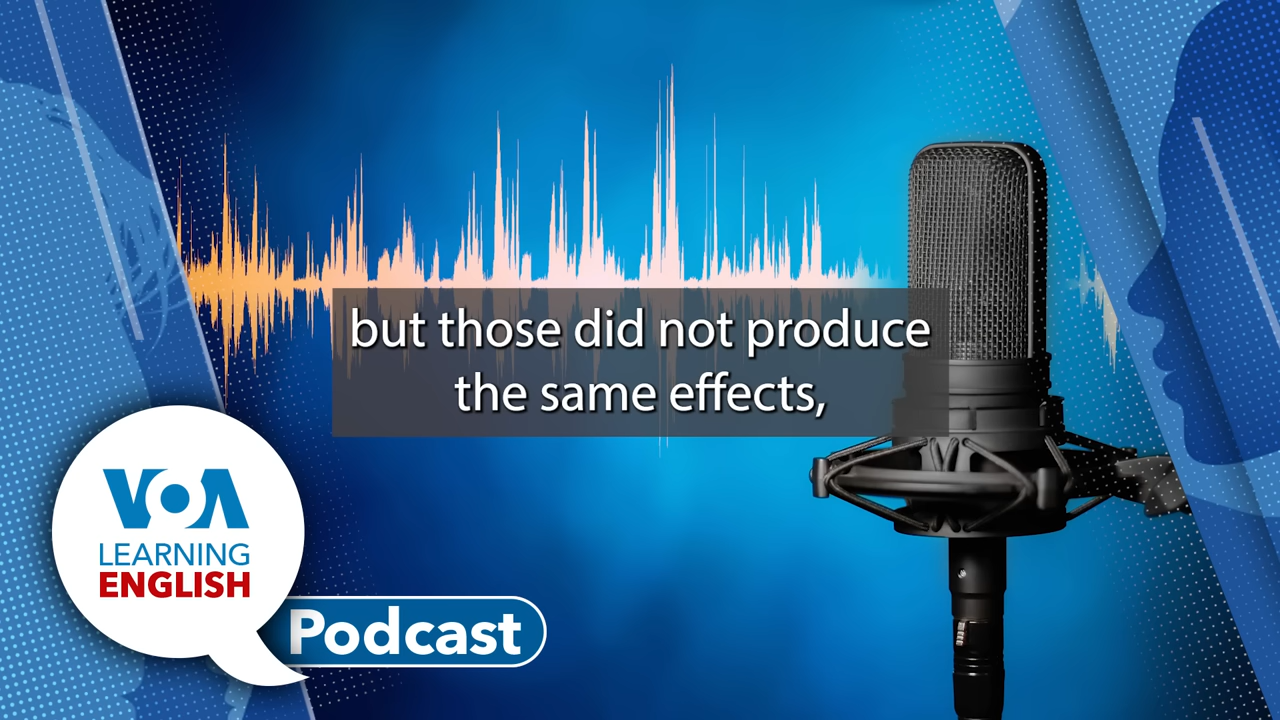 but those did not produce
the same effects,
VOA
LEARNING
ENGLISH
Podcast